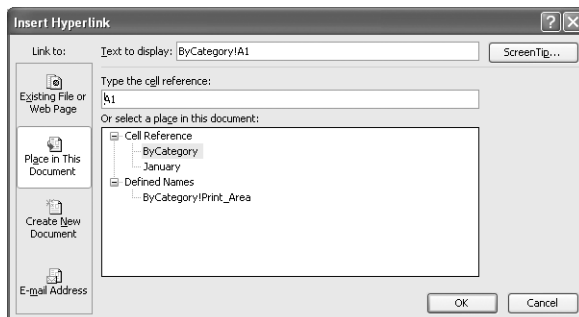 Insert Hyperlink
Link to:
Text to display: ByCategory!A1
ScreenTip...
Existing File or
Web Page
Type the cell reference:
A1
Or select a place in this document:
Cell Reference
ByCategory
January
Defined Names
ByCategory!Print_Area
Place in This
Document
Create New
Document
E-mail Address
OK
Cancel